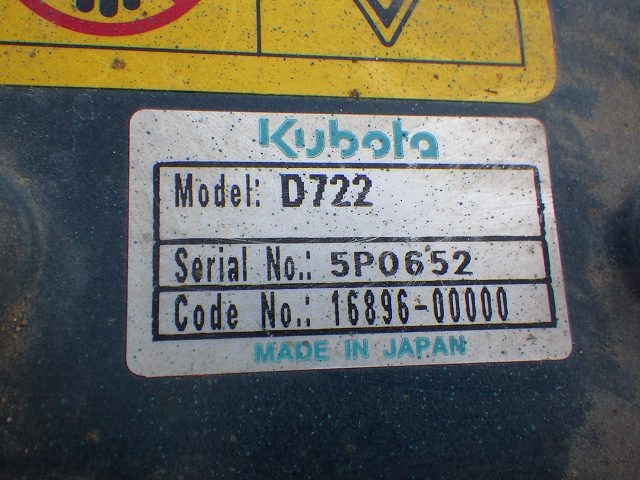 Kubota
Model: D722
Serial No.: 5P0652
Code No.: 16896-00000
MADE IN JAPAN